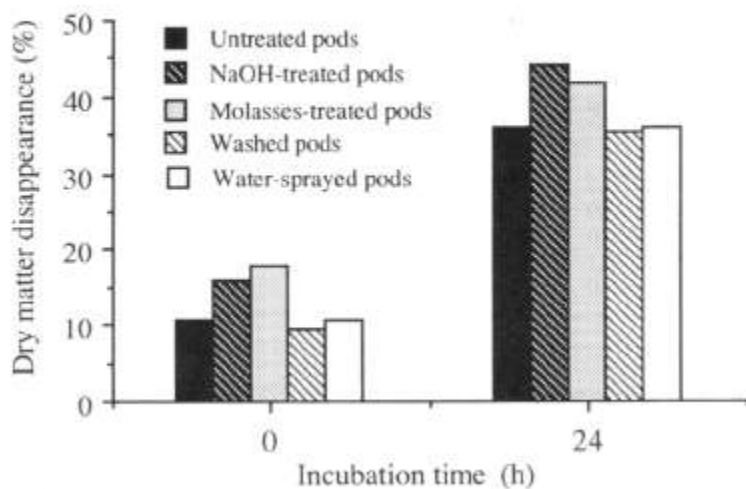 50
40
30
20
10
0
Dry matter disappearance (%)
Untreated pods
NaOH-treated pods
Molasses-treated pods
Washed pods
Water-sprayed pods
0
24
Incubation time (h)